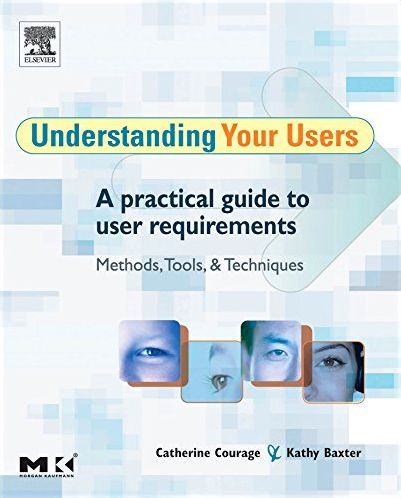 ELSEVIER
Understanding Your Users
A practical guide to
user requirements
Methods, Tools, & Techniques
Catherine Courage & Kathy Baxter
MK
MORGAN KAUFMANN